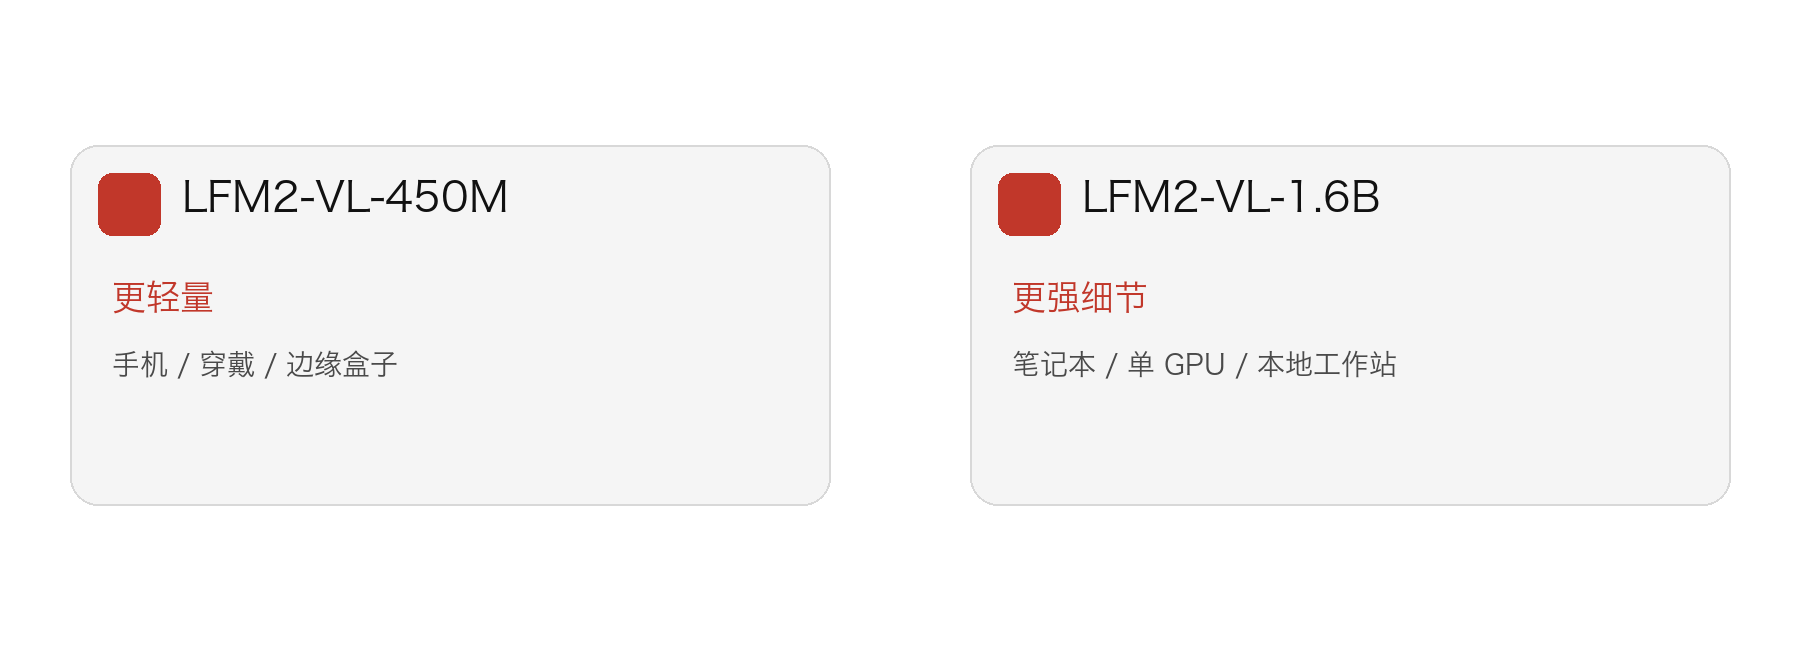 LFM2-VL-450M
更轻量
手机 / 穿戴 / 边缘盒子
LFM2-VL-1.6B
更强细节
笔记本 / 单 GPU / 本地工作站